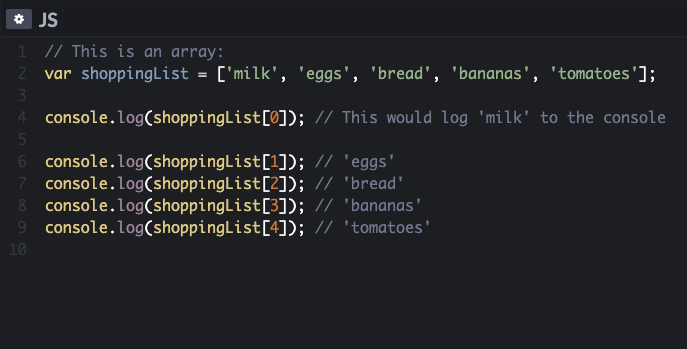 JS
1 // This is an array:
2 var shoppingList = ['milk', 'eggs', 'bread', 'bananas', 'tomatoes'];
3
4 console.log(shoppingList[0]); // This would log 'milk' to the console
5
6 console.log(shoppingList[1]); // 'eggs'
7 console.log(shoppingList[2]); // 'bread'
8 console.log(shoppingList[3]); // 'bananas'
9 console.log(shoppingList[4]); // 'tomatoes'
10